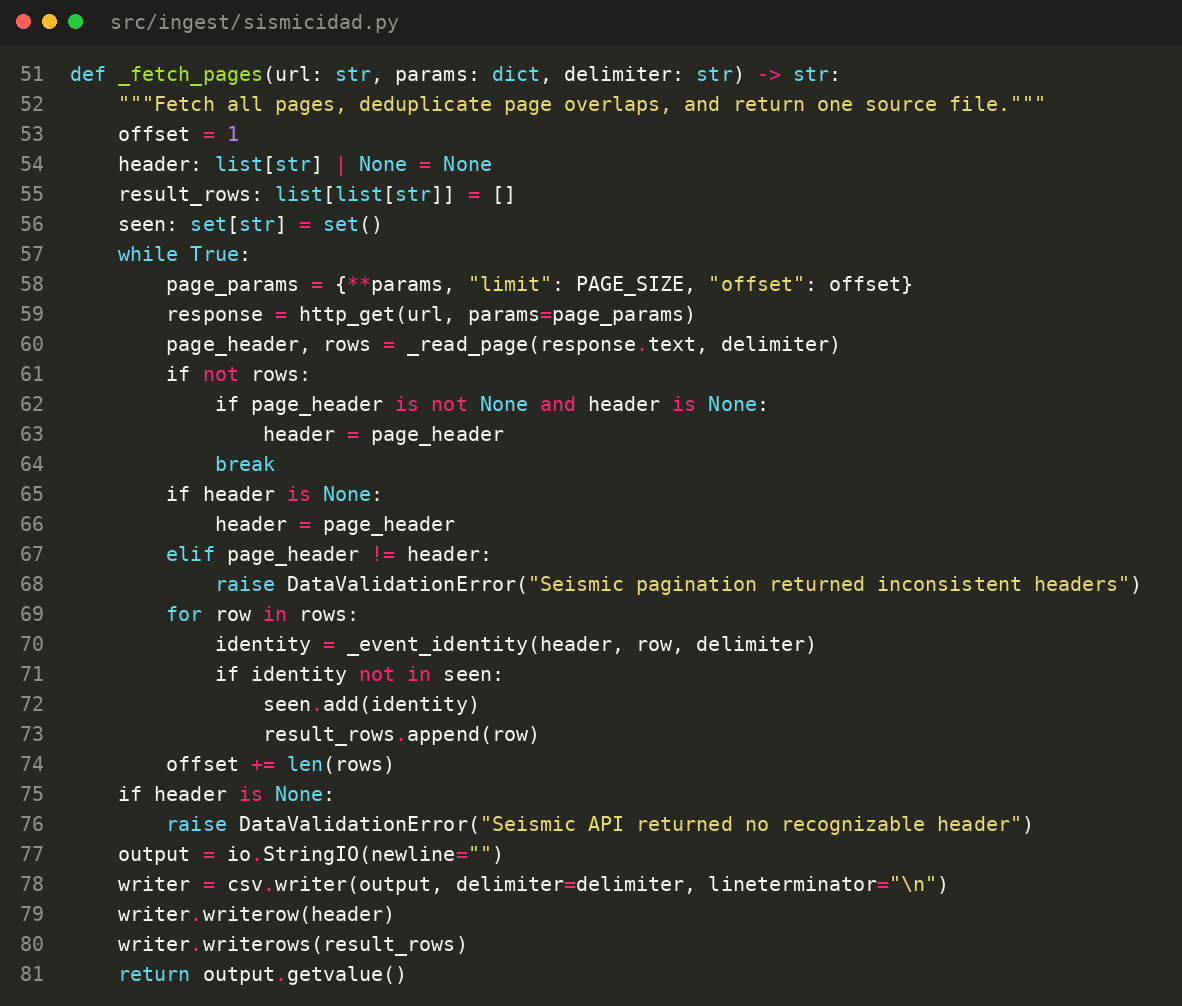 src/ingest/sismicidad.py
51 def _fetch_pages(url: str, params: dict, delimiter: str) -> str:
52     """Fetch all pages, deduplicate page overlaps, and return one source file."""
53     offset = 1
54     header: list[str] | None = None
55     result_rows: list[list[str]] = []
56     seen: set[str] = set()
57     while True:
58         page_params = {**params, "limit": PAGE_SIZE, "offset": offset}
59         response = http_get(url, params=page_params)
60         page_header, rows = _read_page(response.text, delimiter)
61         if not rows:
62             if page_header is not None and header is None:
63                 header = page_header
64             break
65         if header is None:
66             header = page_header
67         elif page_header != header:
68             raise DataValidationError("Seismic pagination returned inconsistent headers")
69         for row in rows:
70             identity = _event_identity(header, row, delimiter)
71             if identity not in seen:
72                 seen.add(identity)
73                 result_rows.append(row)
74         offset += len(rows)
75     if header is None:
76         raise DataValidationError("Seismic API returned no recognizable header")
77     output = io.StringIO(newline="")
78     writer = csv.writer(output, delimiter=delimiter, lineterminator="\n")
79     writer.writerow(header)
80     writer.writerows(result_rows)
81     return output.getvalue()